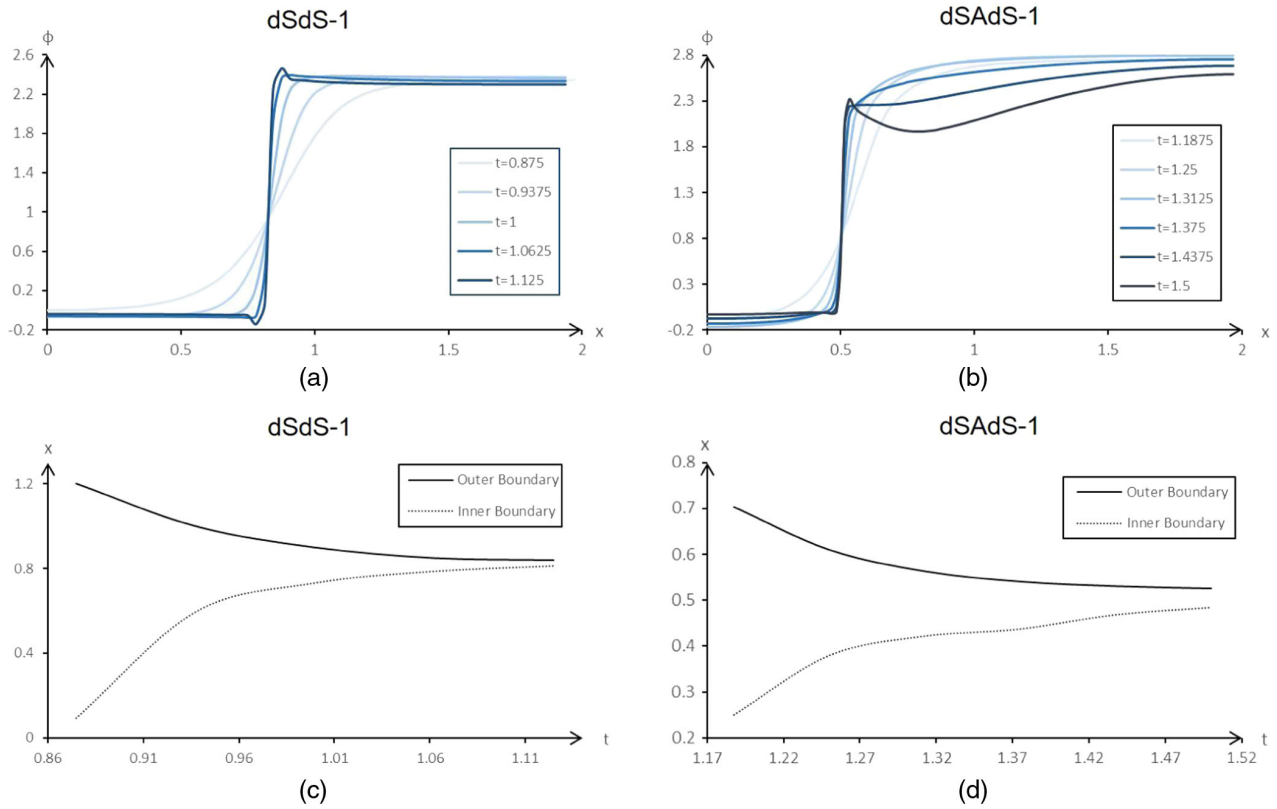 dSdS-1
ϕ
2.6
2.2
1.8
1.4
1
0.6
0.2
-0.2
0
0.5
1
1.5
2
x
t=0.875
t=0.9375
t=1
t=1.0625
t=1.125
(a)
dSAdS-1
ϕ
2.8
2.3
1.8
1.3
0.8
0.3
-0.2
0
0.5
1
1.5
2
x
t=1.1875
t=1.25
t=1.3125
t=1.375
t=1.4375
t=1.5
(b)
dSdS-1
x
1.2
0.8
0.4
0
0.86
0.91
0.96
1.01
1.06
1.11
t
Outer Boundary
Inner Boundary
(c)
dSAdS-1
x
0.8
0.7
0.6
0.5
0.4
0.3
0.2
1.17
1.22
1.27
1.32
1.37
1.42
1.47
1.52
t
Outer Boundary
Inner Boundary
(d)